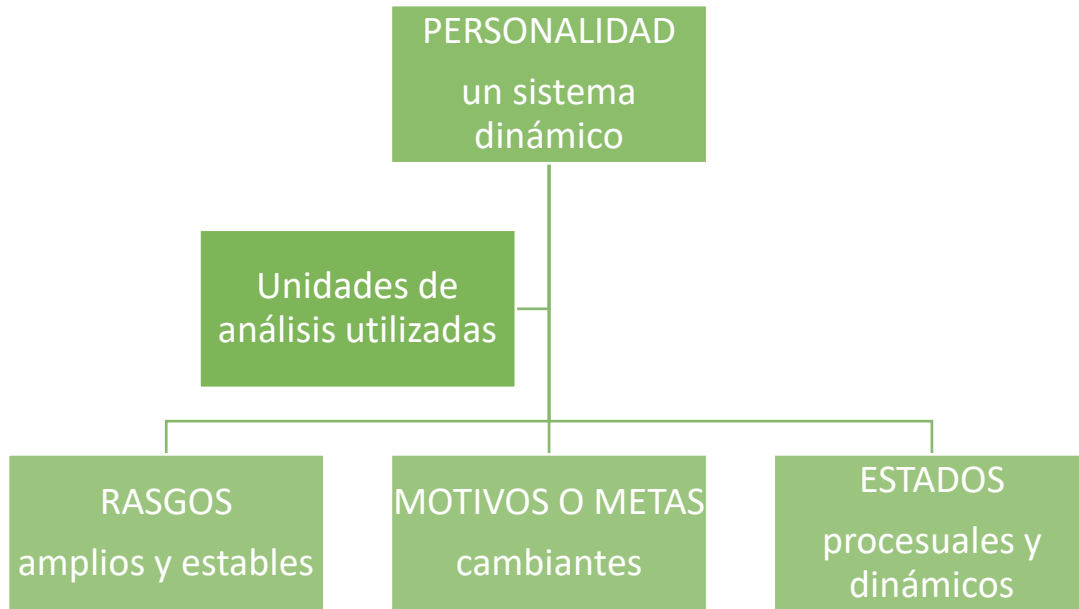 PERSONALIDAD
un sistema
dinámico
Unidades de
análisis utilizadas
RASGOS
amplios y estables
MOTIVOS O METAS
cambiantes
ESTADOS
procesuales y
dinámicos